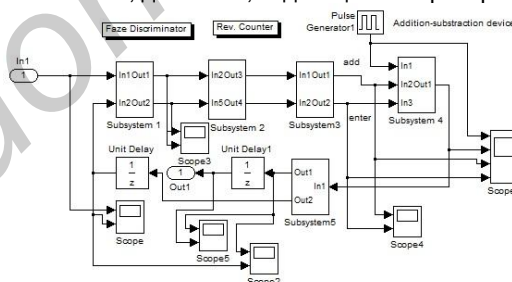 Faze Discriminator
Rev. Counter
Pulse
Generator1
Addition-substraction device
In1
1
add
In1Out1
In2Out2
Subsystem 1
In2Out3
In5Out4
Subsystem 2
In1Out1
In2Out2
Subsystem3
In1
In2Out1
In3
Subsystem 4
enter
Scope3
Unit Delay
1
z
1
Out1
Unit Delay1
1
z
Out1
In1
Out2
Subsystem5
Scope
Scope5
Scope4
Scope